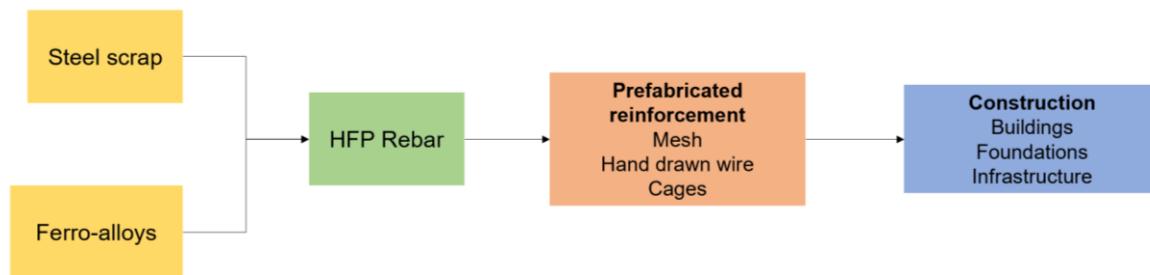 Steel scrap
Ferro-alloys
HFP Rebar
Prefabricated
reinforcement
Mesh
Hand drawn wire
Cages
Construction
Buildings
Foundations
Infrastructure